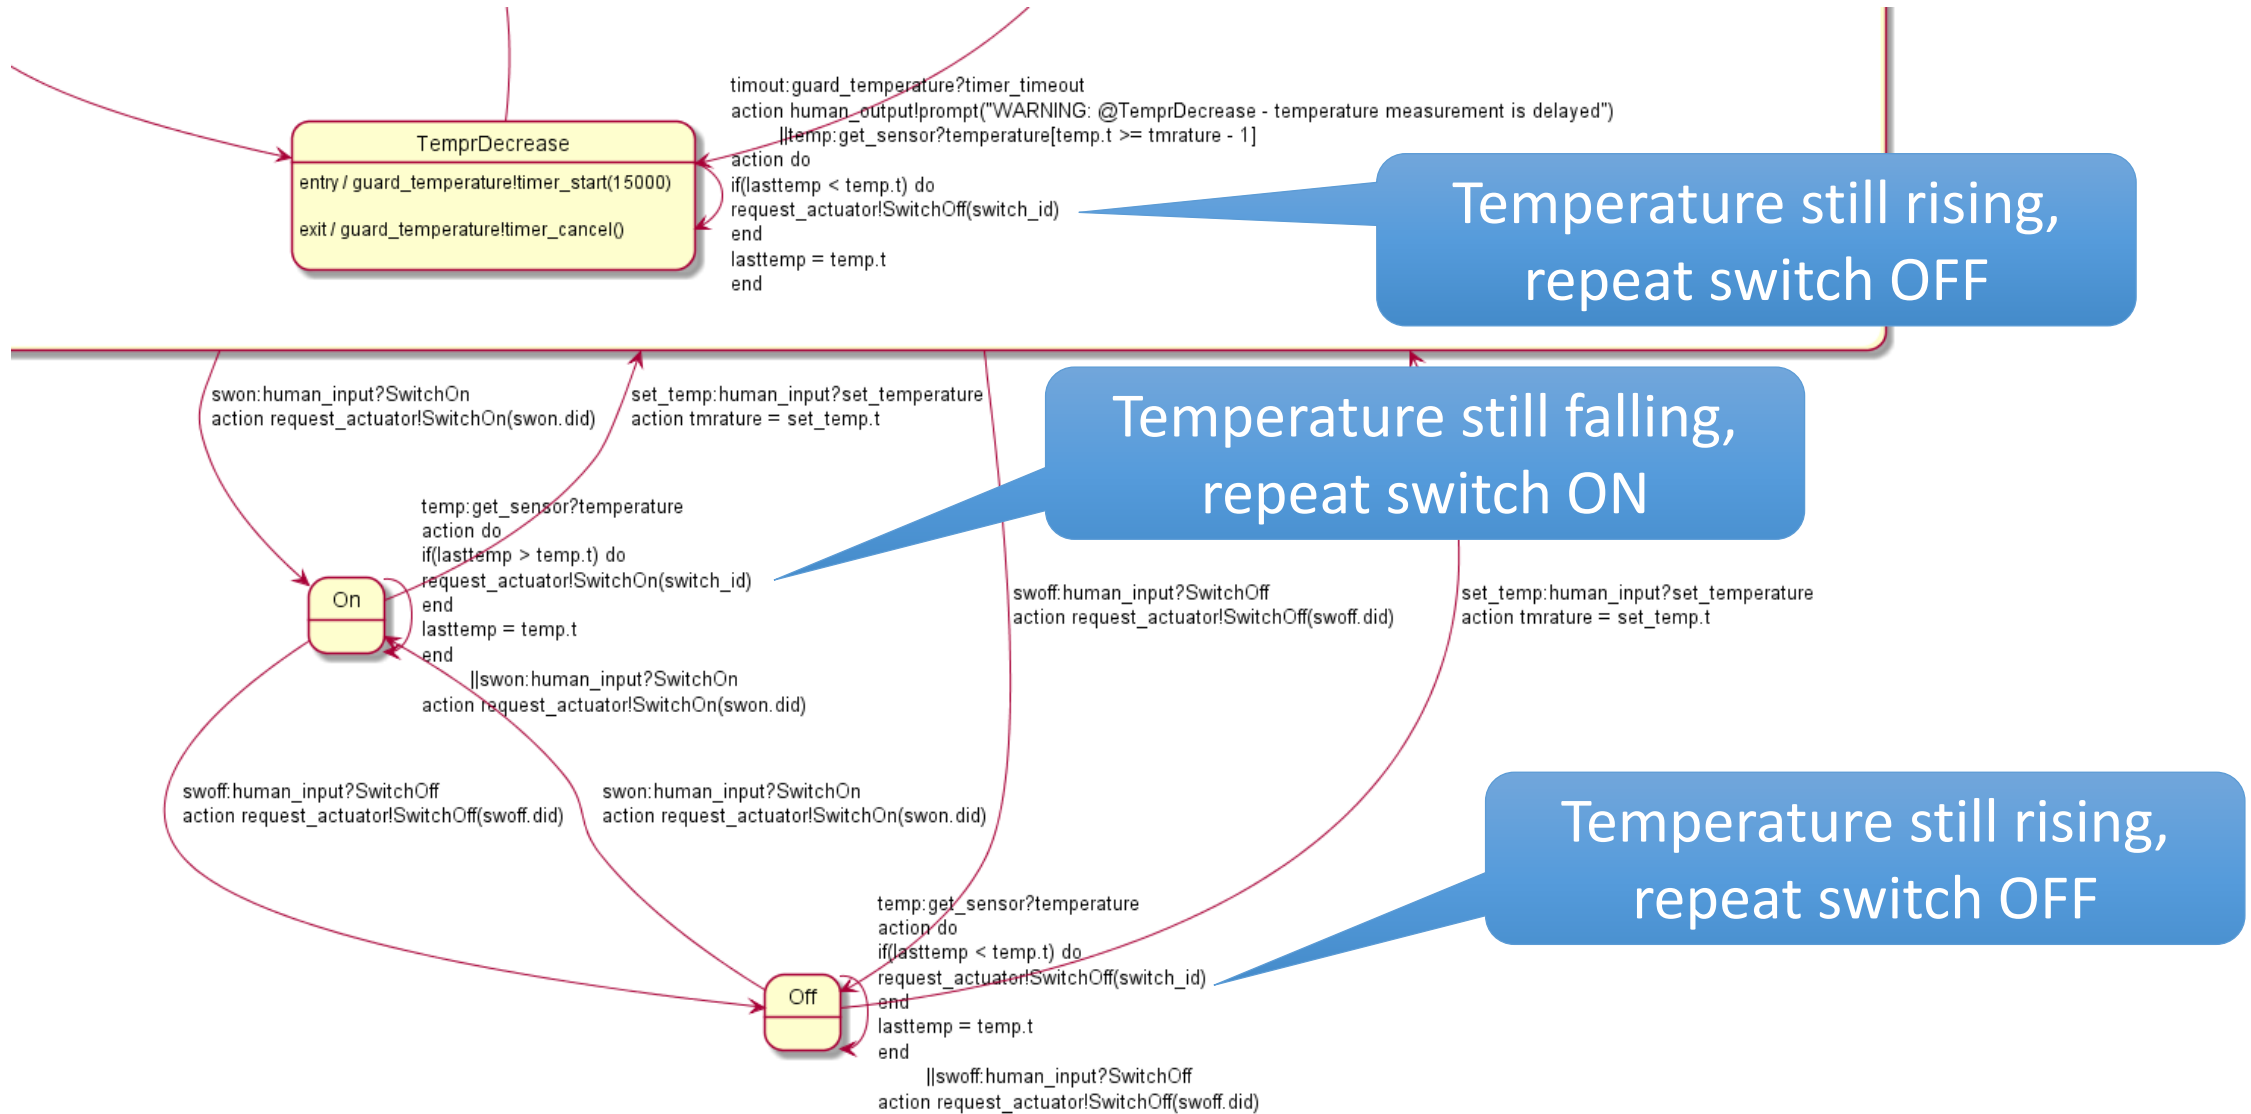 timout:guard_temperature?timer_timeout
action human_output!prompt("WARNING: @TemprDecrease - temperature measurement is delayed")
||temp:get_sensor?temperature[temp.t >= tmrature - 1]
action do
if(lasttemp < temp.t) do
request_actuator!SwitchOff(switch_id)
end
lasttemp = temp.t
end
TemprDecrease
entry / guard_temperature!timer_start(15000)
exit / guard_temperature!timer_cancel()
Temperature still rising,
repeat switch OFF
swon:human_input?SwitchOn
action request_actuator!SwitchOn(swon.did)
set_temp:human_input?set_temperature
action tmrature = set_temp.t
Temperature still falling,
repeat switch ON
temp:get_sensor?temperature
action do
if(lasttemp > temp.t) do
request_actuator!SwitchOn(switch_id)
end
lasttemp = temp.t
end
||swon:human_input?SwitchOn
action request_actuator!SwitchOn(swon.did)
On
swoff:human_input?SwitchOff
action request_actuator!SwitchOff(swoff.did)
set_temp:human_input?set_temperature
action tmrature = set_temp.t
swoff:human_input?SwitchOff
action request_actuator!SwitchOff(swoff.did)
swon:human_input?SwitchOn
action request_actuator!SwitchOn(swon.did)
Temperature still rising,
repeat switch OFF
temp:get_sensor?temperature
action do
if(lasttemp < temp.t) do
request_actuator!SwitchOff(switch_id)
end
lasttemp = temp.t
end
||swoff:human_input?SwitchOff
action request_actuator!SwitchOff(swoff.did)
Off